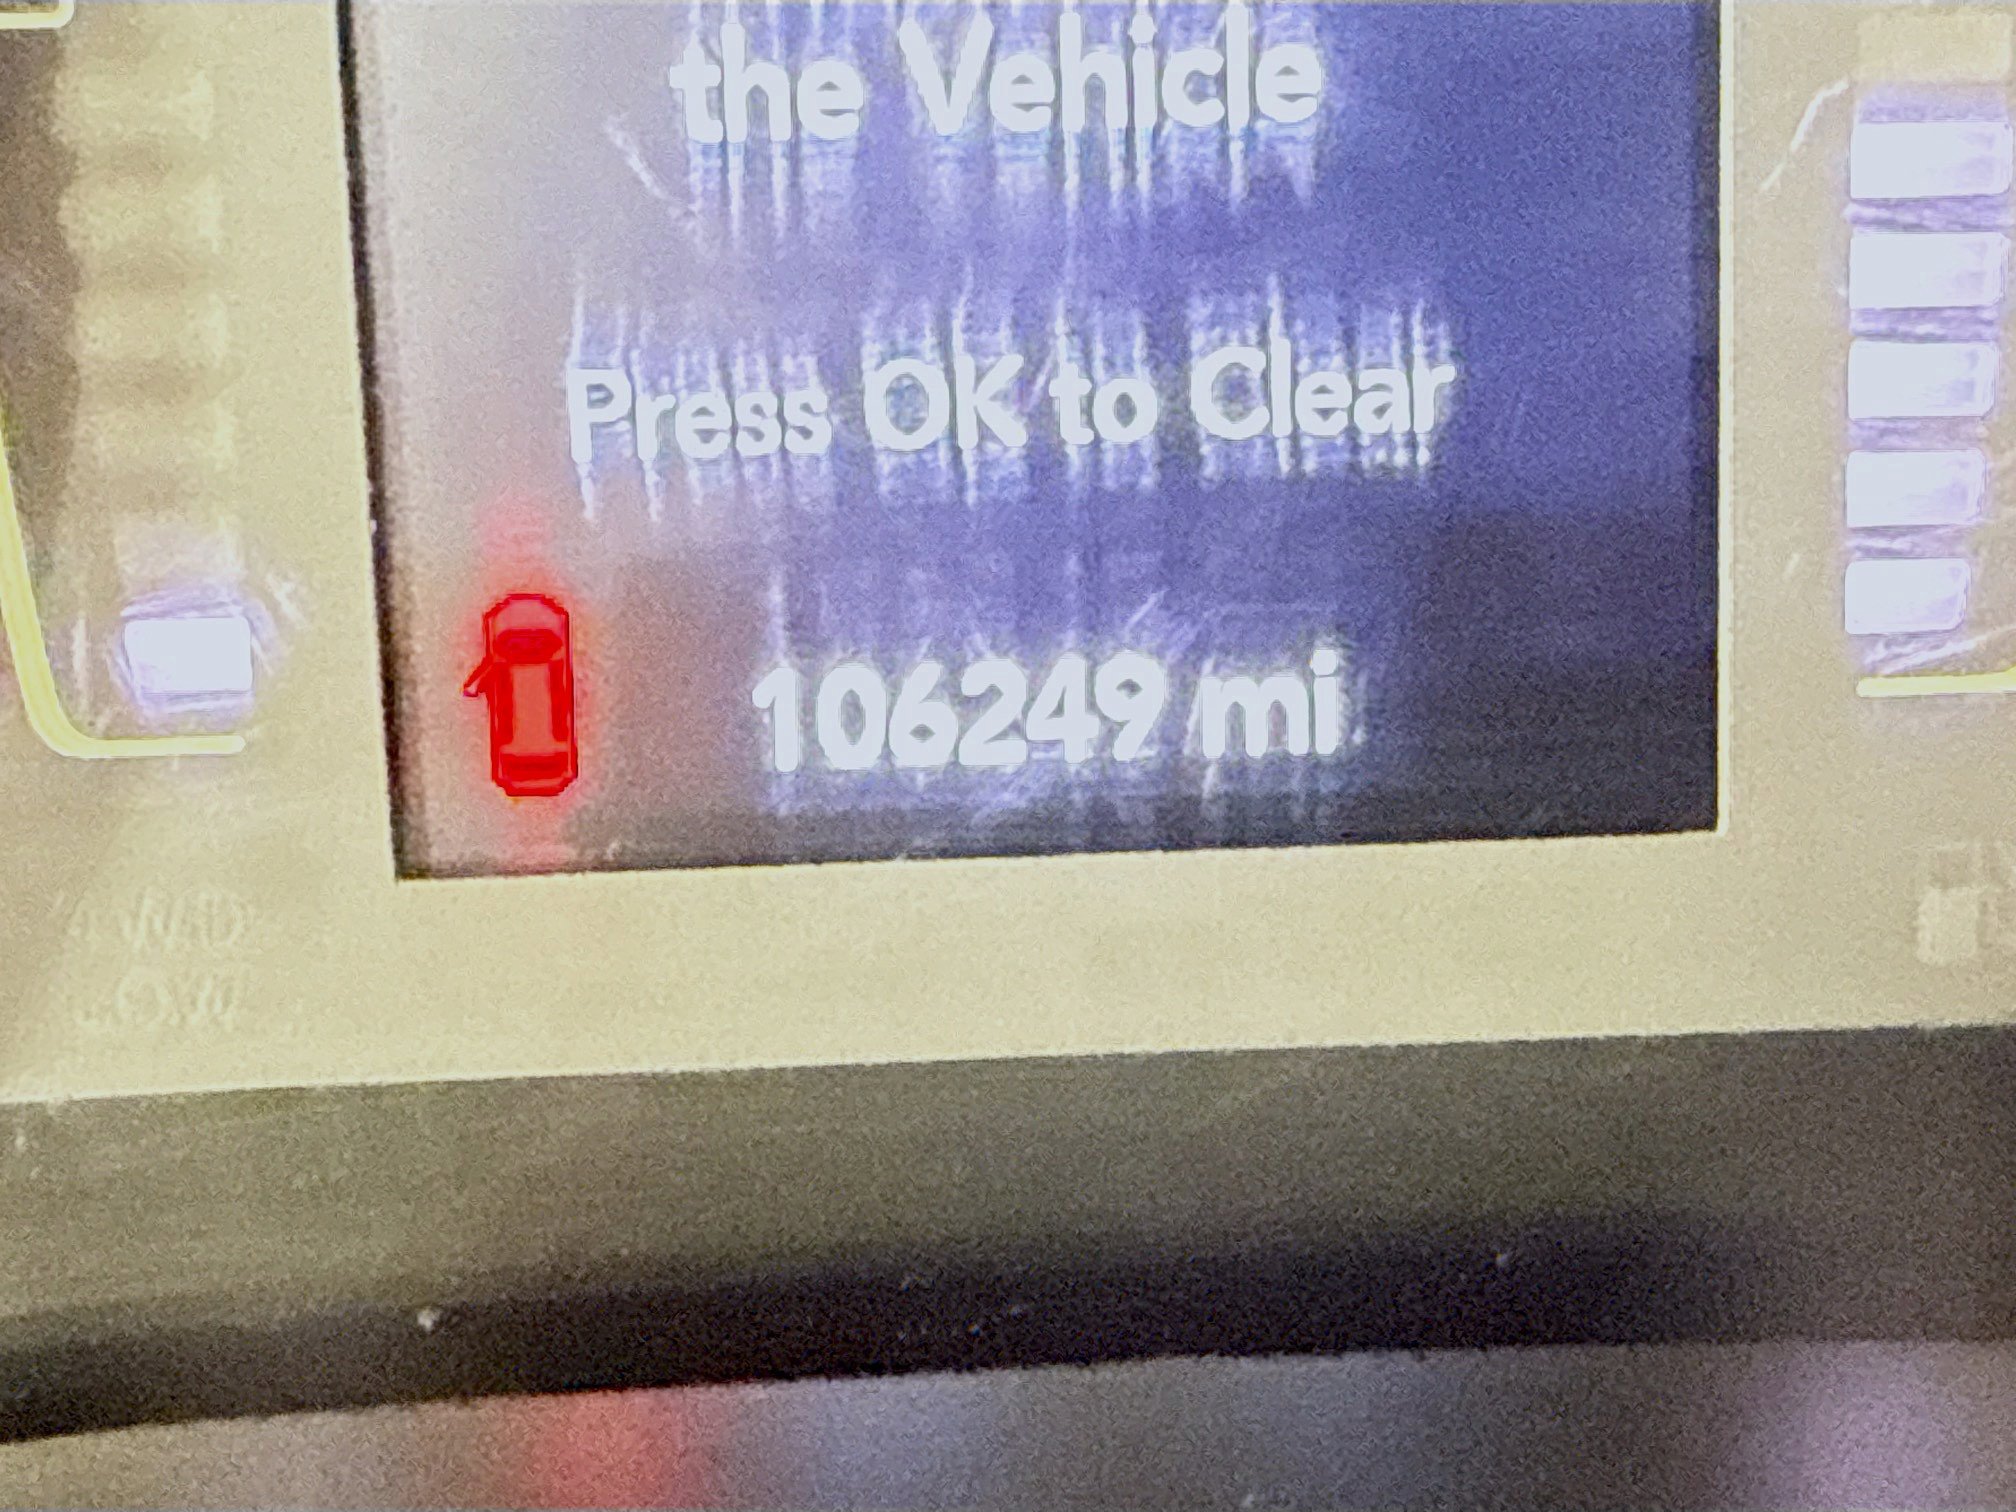 the Vehicle
Press OK to Clear
106249 mi